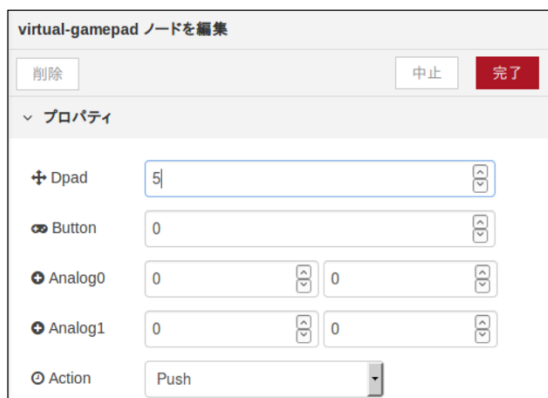 virtual-gamepad ノードを編集
削除 中止 完了
プロパティ
Dpad 5
Button 0
Analog0 0 0
Analog1 0 0
Action Push